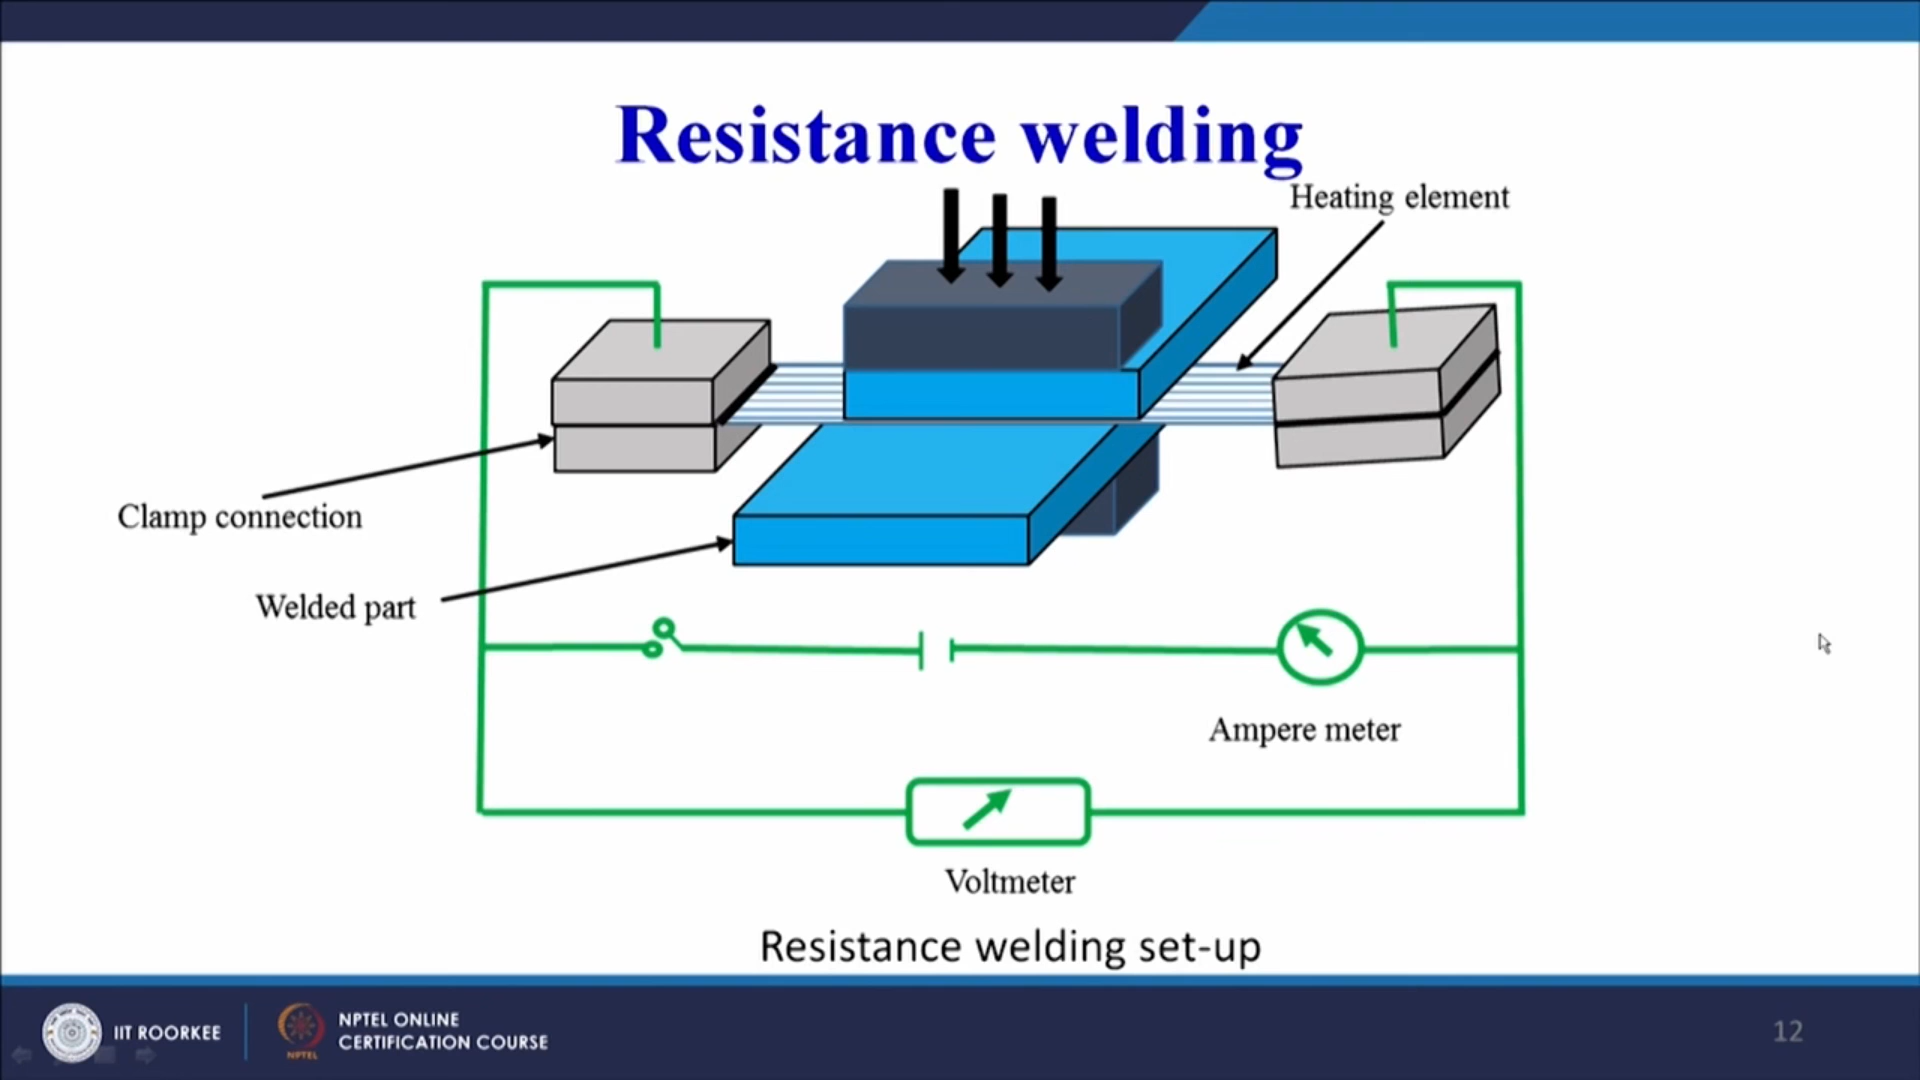 Resistance welding
Heating element
Clamp connection
Welded part
Ampere meter
Voltmeter
Resistance welding set-up
IIT ROORKEE
NPTEL
NPTEL ONLINE
CERTIFICATION COURSE
12